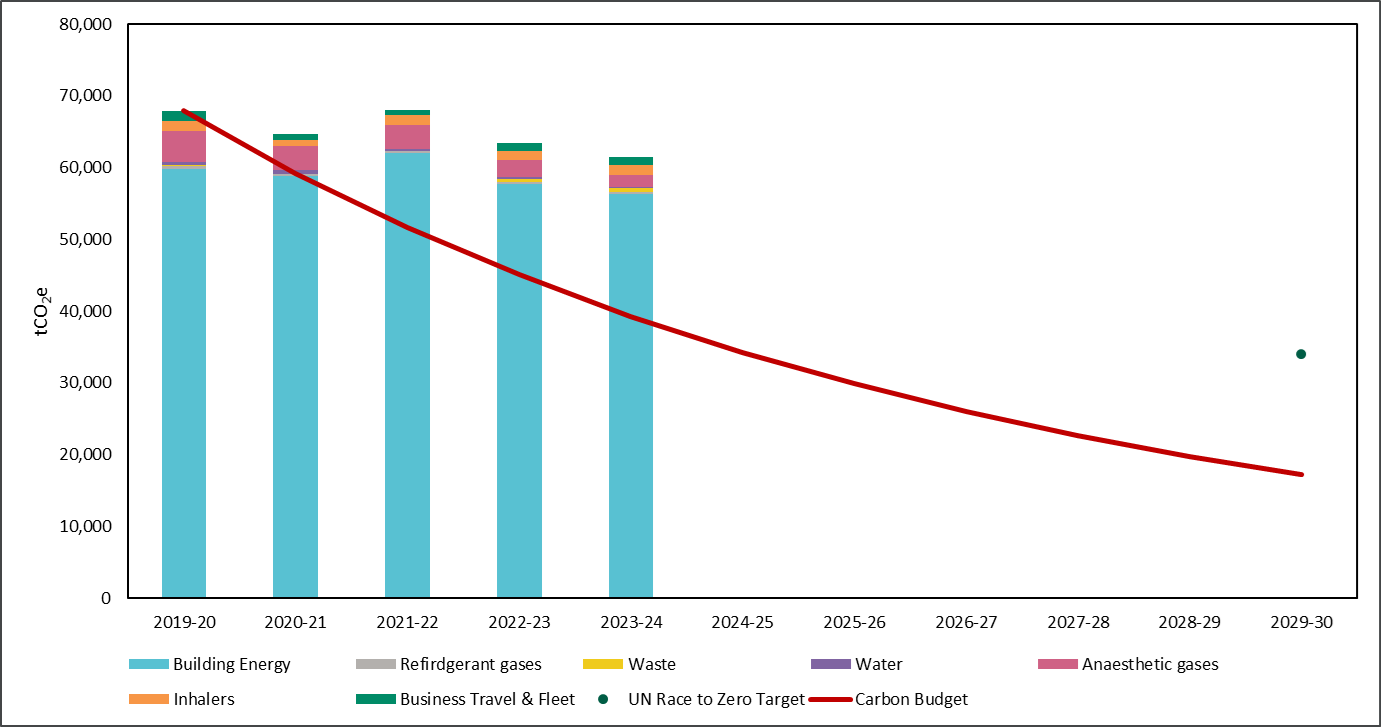 80,000
70,000
60,000
50,000
40,000
30,000
20,000
10,000
0
tCO₂e
2019-20 2020-21 2021-22 2022-23 2023-24 2024-25 2025-26 2026-27 2027-28 2028-29 2029-30
Building Energy Refirdgerant gases Waste Water Anaesthetic gases
Inhalers Business Travel & Fleet UN Race to Zero Target Carbon Budget